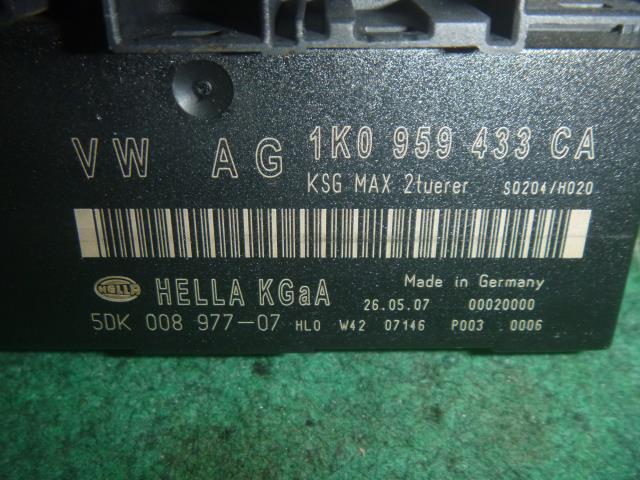 VW AG 1K0 959 433 CA
KSG MAX 2tuerer S0204/H020
HELLA HELLA KGaA Made in Germany
26.05.07 00020000
5DK 008 977-07 HL0 W42 07146 P003 0006